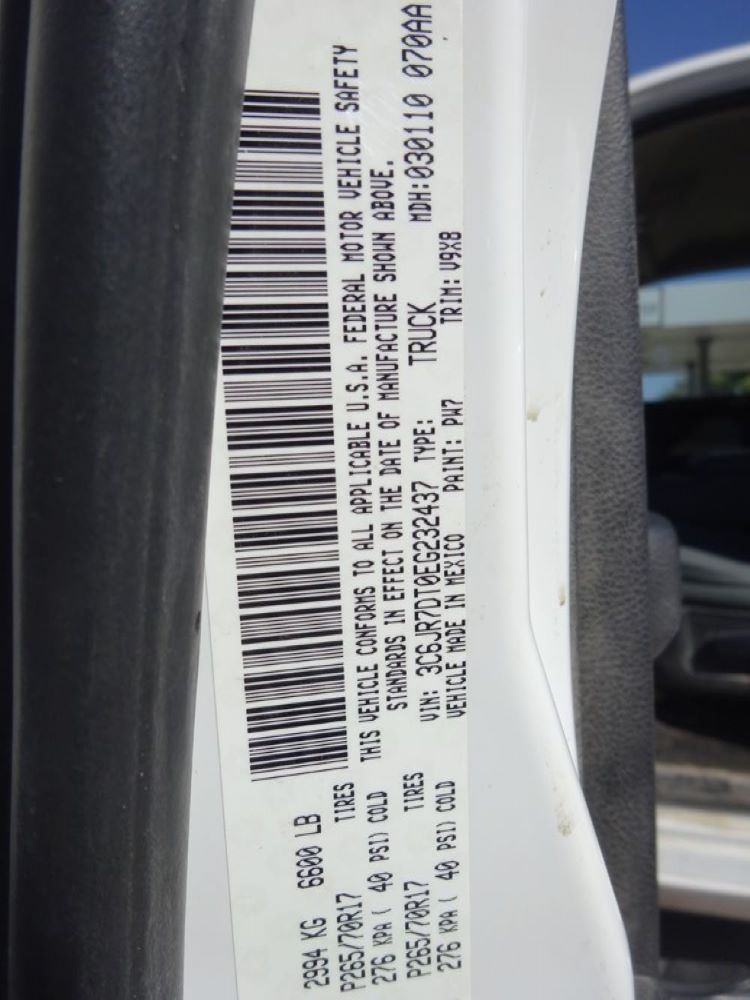 2994 KG 6600 LB
P265/70R17 TIRES
276 KPA ( 40 PSI) COLD
P265/70R17 TIRES
276 KPA ( 40 PSI) COLD
THIS VEHICLE CONFORMS TO ALL APPLICABLE U.S.A. FEDERAL MOTOR VEHICLE SAFETY
STANDARDS IN EFFECT ON THE DATE OF MANUFACTURE SHOWN ABOVE.
VIN: 3C6JR7DT0EG232437 TYPE: TRUCK MDH:030110 070AA
VEHICLE MADE IN MEXICO PAINT: PW7 TRIM: V9X8